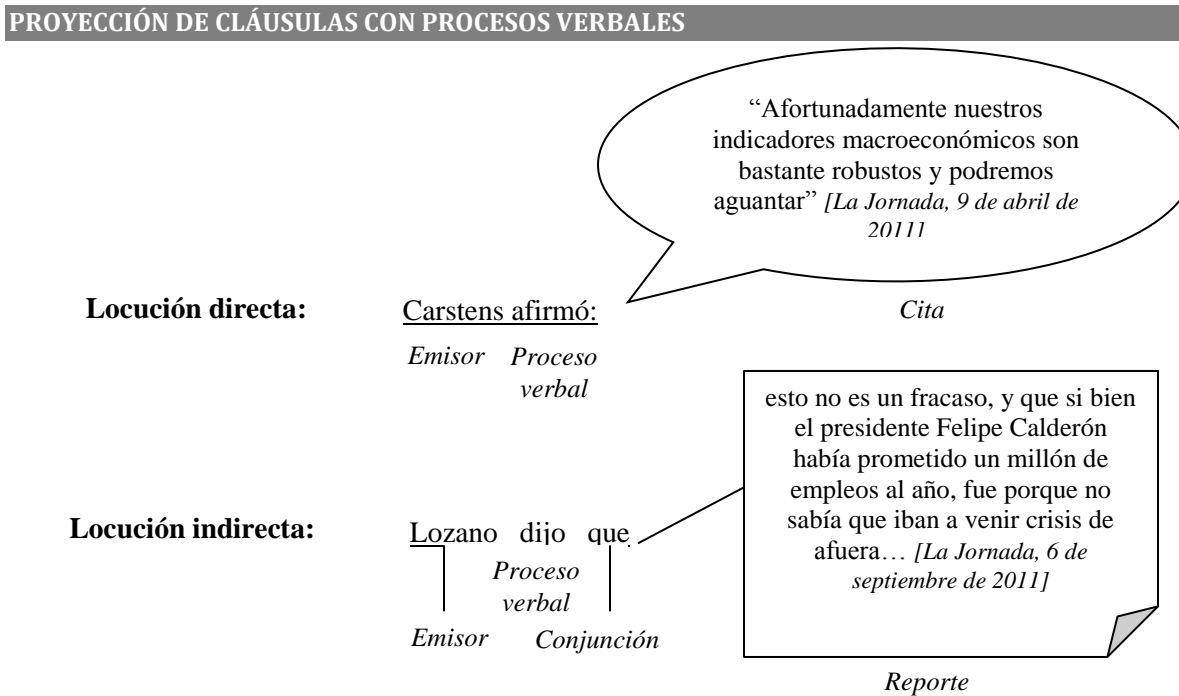 PROYECCIÓN DE CLÁUSULAS CON PROCESOS VERBALES
“Afortunadamente nuestros
indicadores macroeconómicos son
bastante robustos y podremos
aguantar” [La Jornada, 9 de abril de
2011]
Locución directa:
Carstens afirmó:
Cita
Emisor Proceso
verbal
Locución indirecta:
Lozano dijo que
Proceso
verbal
Emisor Conjunción
esto no es un fracaso, y que si bien
el presidente Felipe Calderón
había prometido un millón de
empleos al año, fue porque no
sabía que iban a venir crisis de
afuera… [La Jornada, 6 de
septiembre de 2011]
Reporte